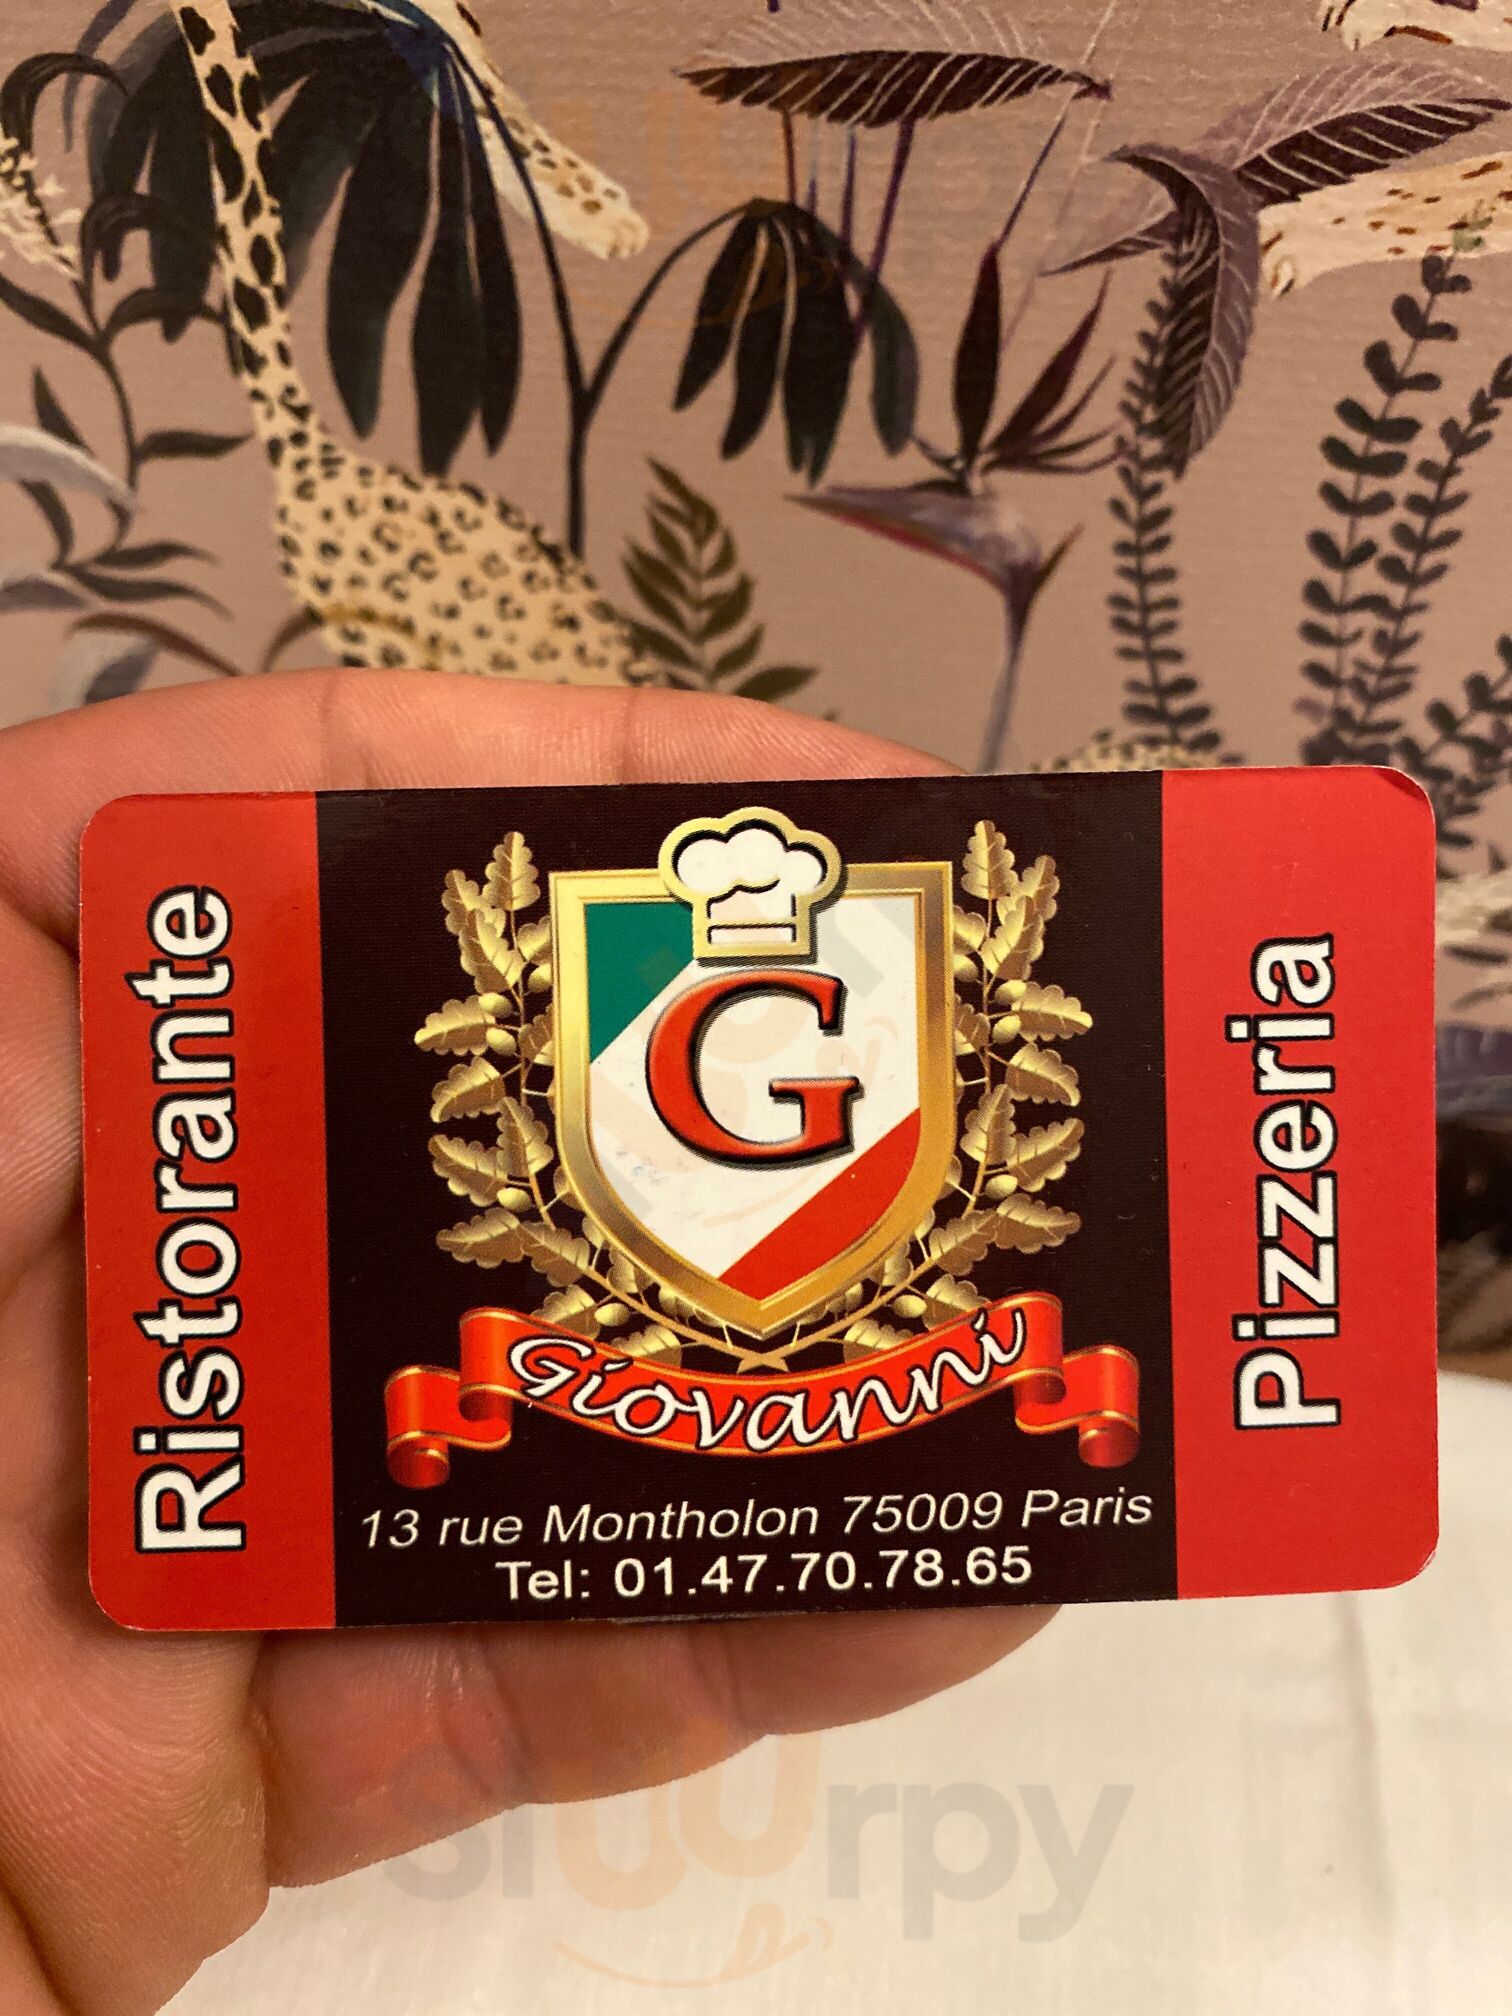 Ristorante
G
Giovanni
13 rue Montholon 75009 Paris
Tel: 01.47.70.78.65
Pizzeria
sluurpy